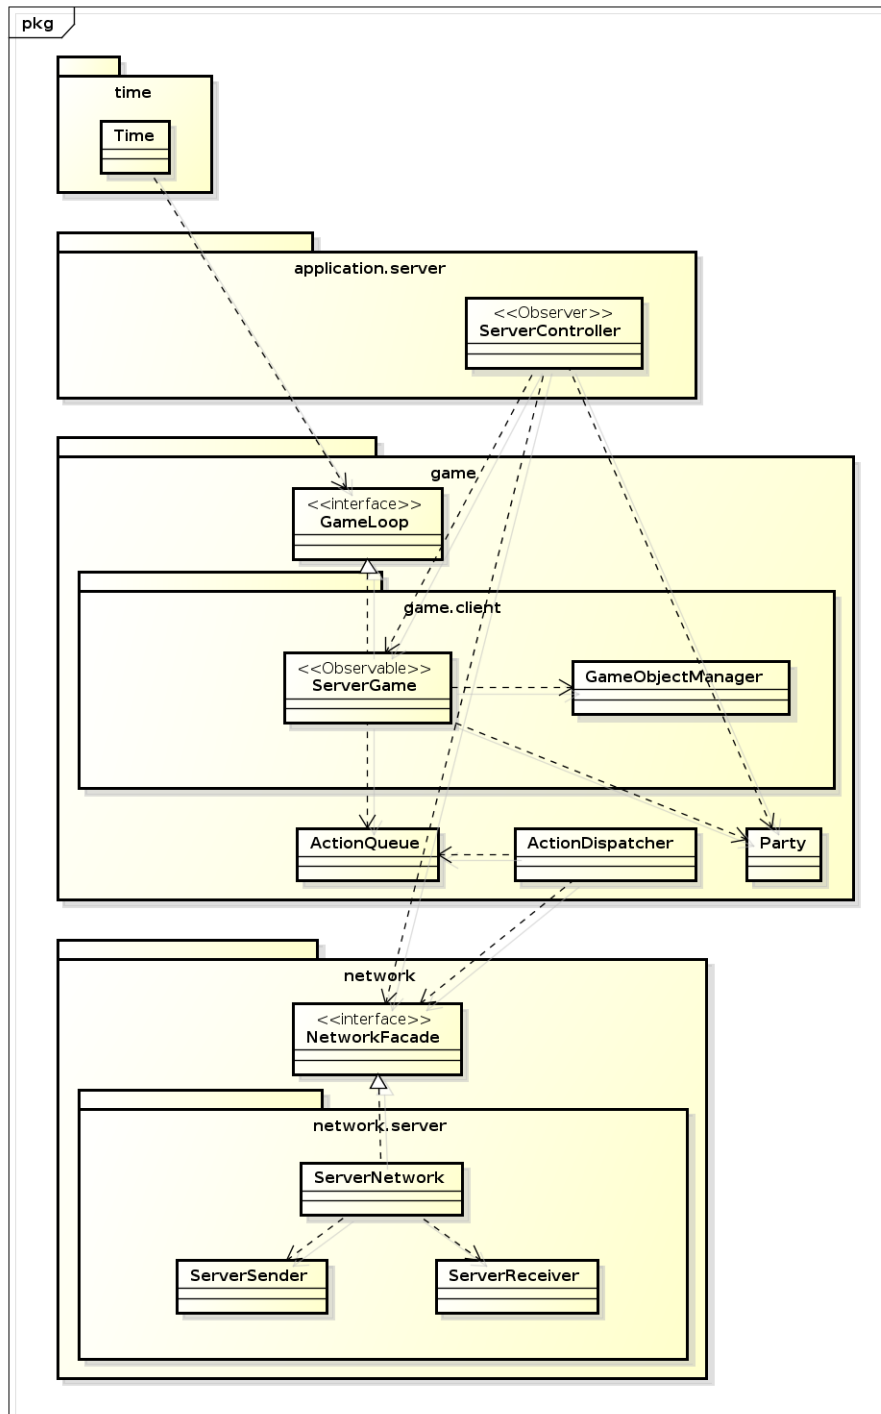 pkg
time
Time
application.server
<<Observer>>
ServerController
game
<<interface>>
GameLoop
game.client
<<Observable>>
ServerGame
GameObjectManager
ActionQueue
ActionDispatcher
Party
network
<<interface>>
NetworkFacade
network.server
ServerNetwork
ServerSender
ServerReceiver